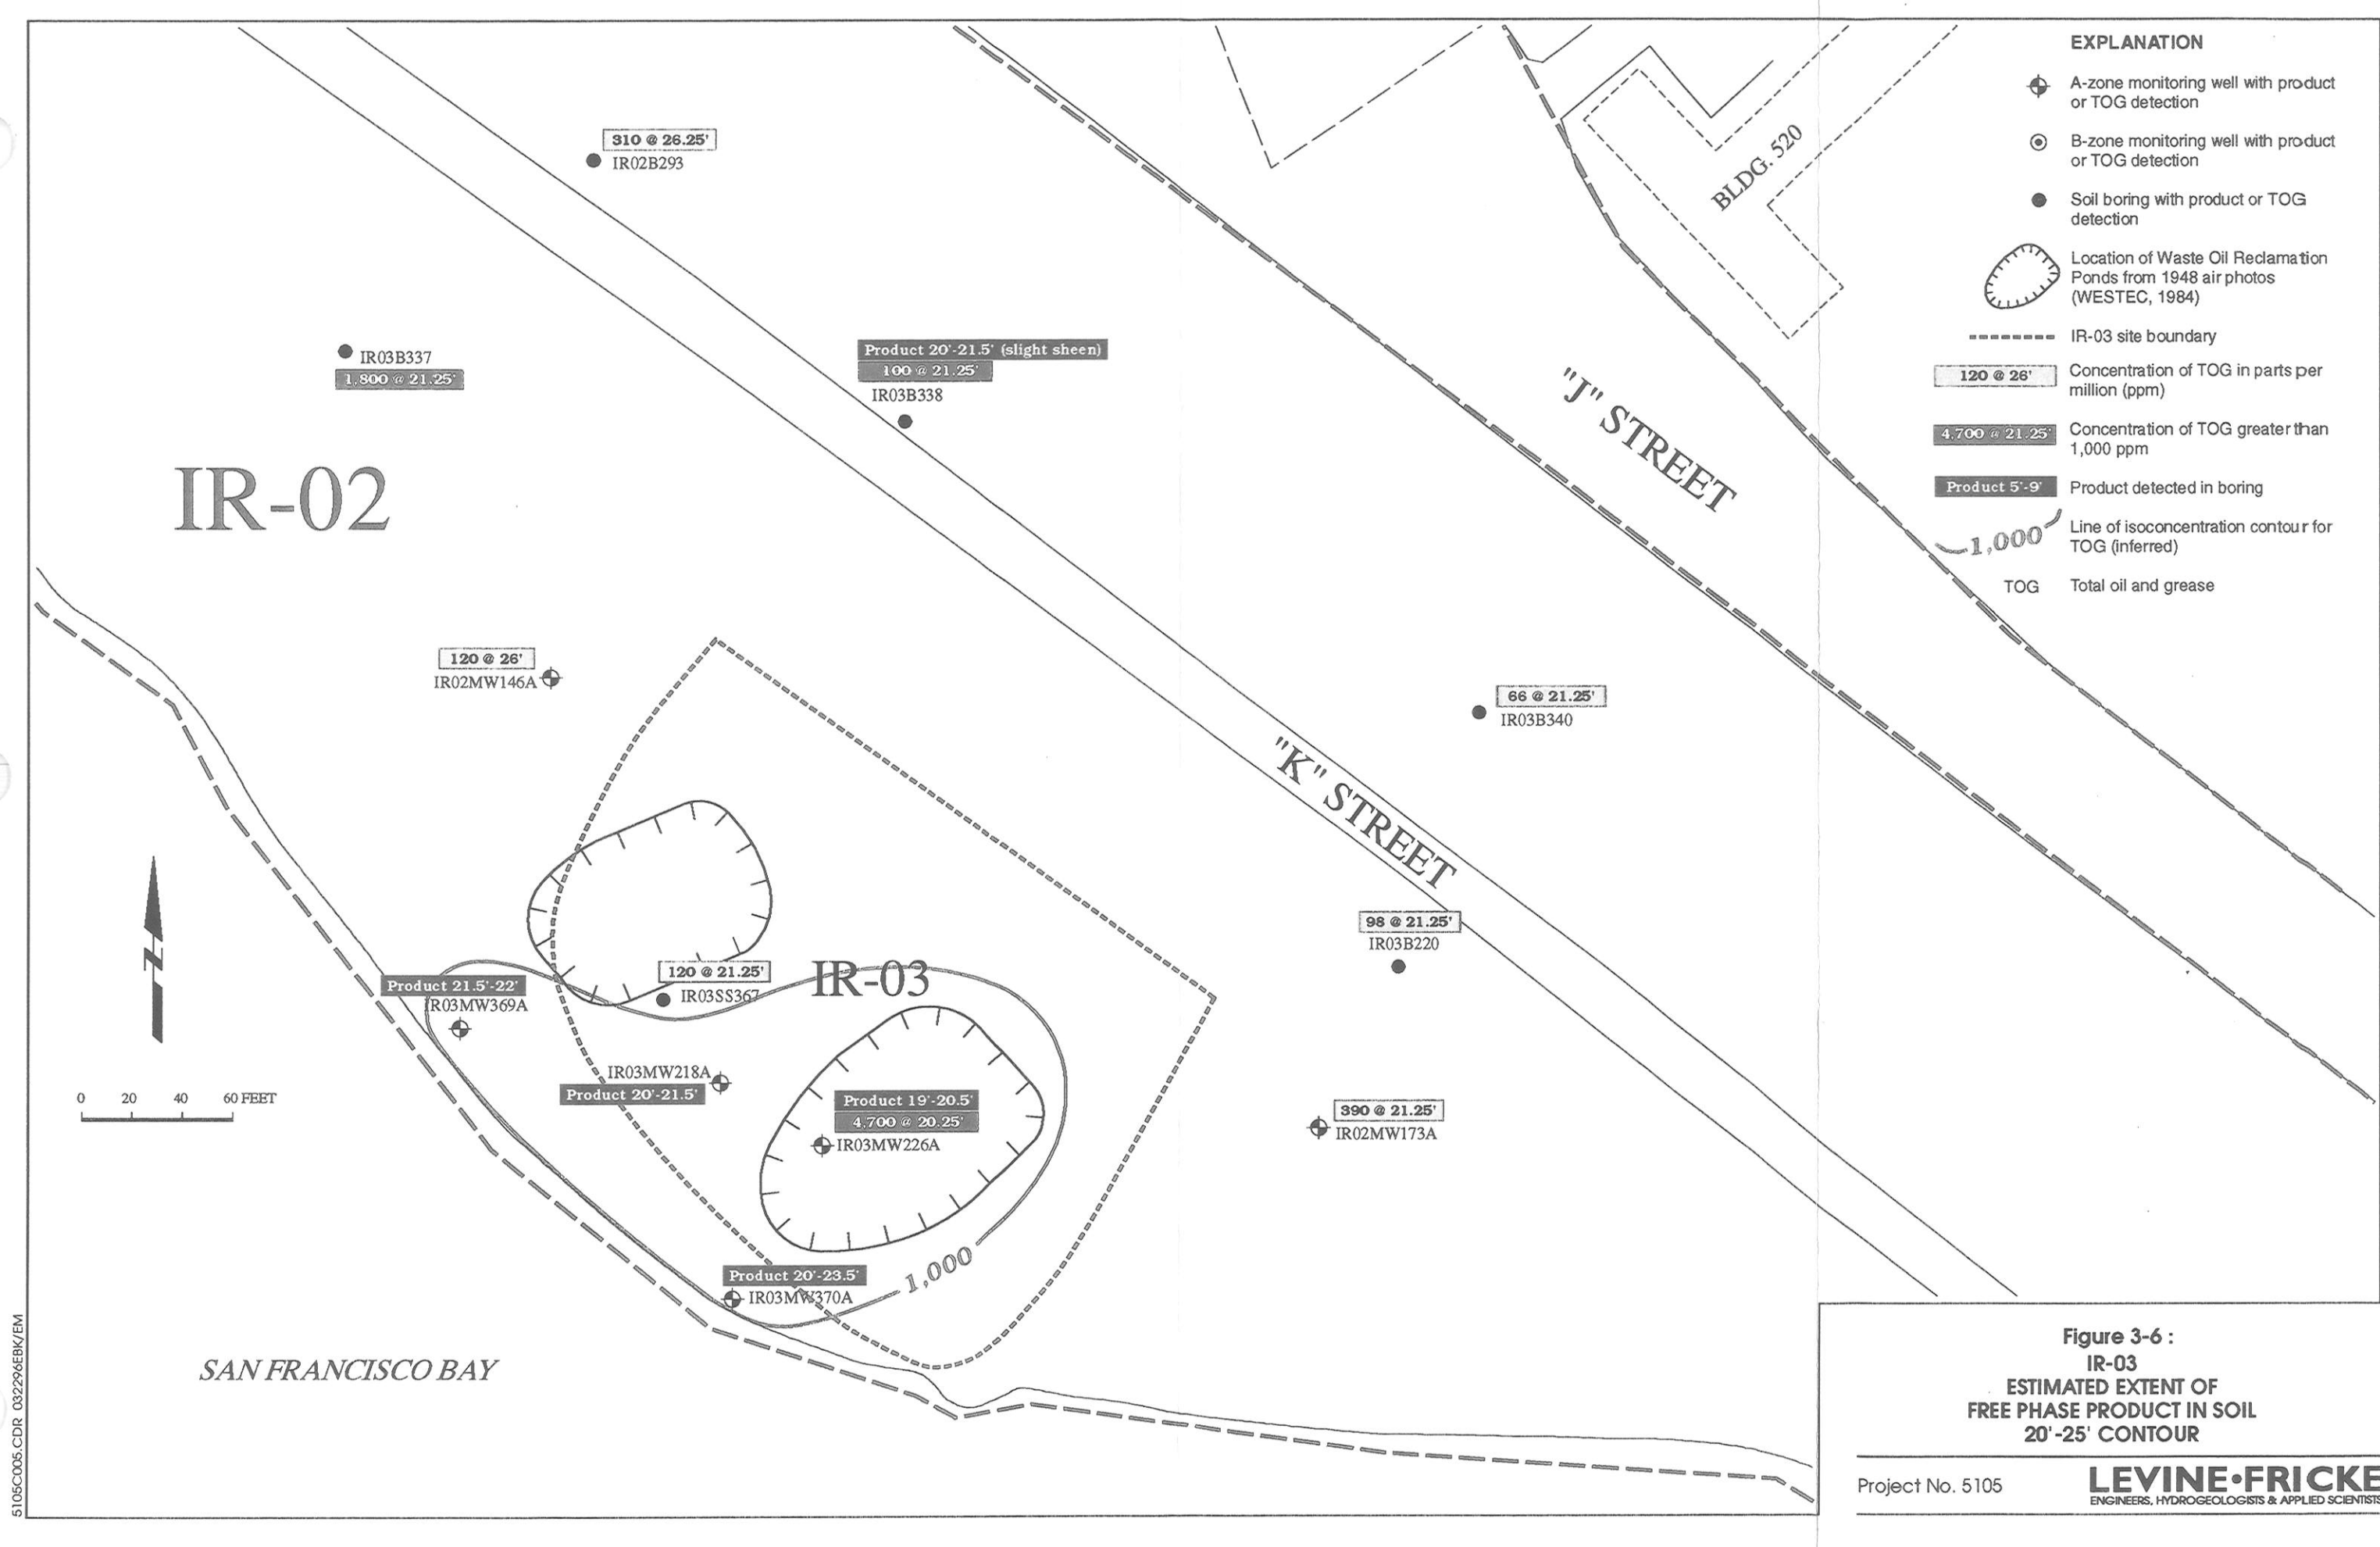 310 @ 26.25'
IR02B293
BLDG. 520
EXPLANATION
A-zone monitoring well with product
or TOG detection
B-zone monitoring well with product
or TOG detection
Soil boring with product or TOG
detection
Location of Waste Oil Reclamation
Ponds from 1948 air photos
(WESTEC, 1984)
IR-03 site boundary
120 @ 26'
Concentration of TOG in parts per
million (ppm)
4,700 @ 21.25'
Concentration of TOG greater than
1,000 ppm
Product 5'-9'
Product detected in boring
1,000
Line of isoconcentration contour for
TOG (inferred)
TOG
Total oil and grease
IR03B337
1,800 @ 21.25'
Product 20'-21.5' (slight sheen)
100 @ 21.25'
IR03B338
"J" STREET
IR-02
120 @ 26'
IR02MW146A
66 @ 21.25'
IR03B340
"K" STREET
98 @ 21.25'
IR03B220
120 @ 21.25'
IR03SS367
IR-03
Product 21.5'-22'
IR03MW369A
N
IR03MW218A
Product 20'-21.5'
Product 19'-20.5'
4,700 @ 20.25'
IR03MW226A
390 @ 21.25'
IR02MW173A
0 20 40 60 FEET
1,000
Product 20'-23.5'
IR03MW370A
SAN FRANCISCO BAY
5105C005.CDR 032296EBK/EM
Figure 3-6 :
IR-03
ESTIMATED EXTENT OF
FREE PHASE PRODUCT IN SOIL
20'-25' CONTOUR
Project No. 5105
LEVINE•FRICKE
ENGINEERS, HYDROGEOLOGISTS & APPLIED SCIENTISTS